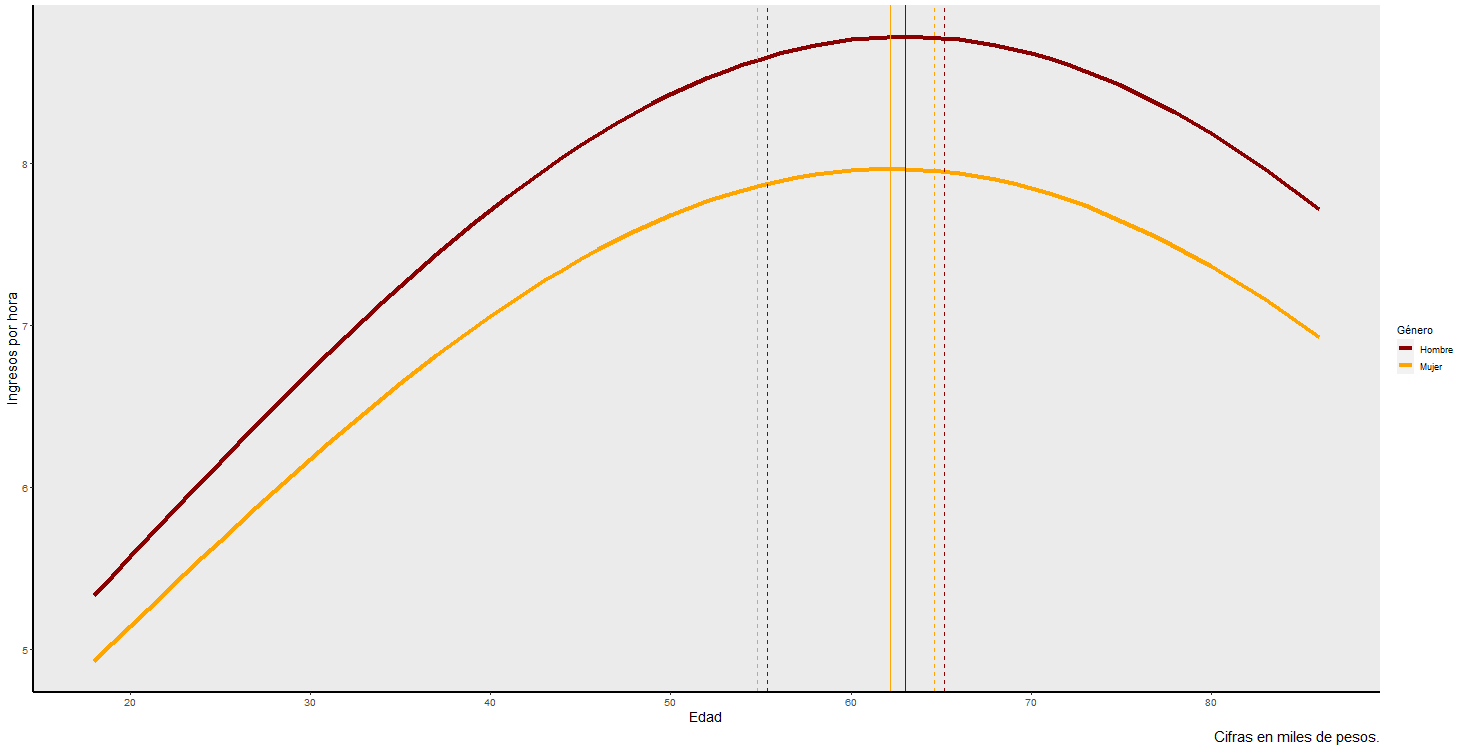 Ingresos por hora
8
7
6
5
20 30 40 50 60 70 80
Edad
Género
Hombre
Mujer
Cifras en miles de pesos.